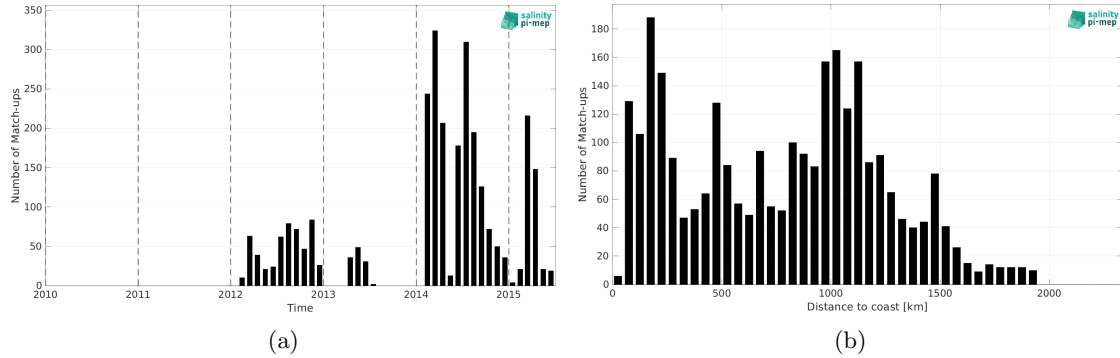 350
300
250
200
150
100
50
0
Number of Match-ups
2010
2011
2012
2013
2014
2015
Time
salinity
pi-mep
(a)
180
160
140
120
100
80
60
40
20
0
Number of Match-ups
0
500
1000
1500
2000
Distance to coast [km]
salinity
pi-mep
(b)